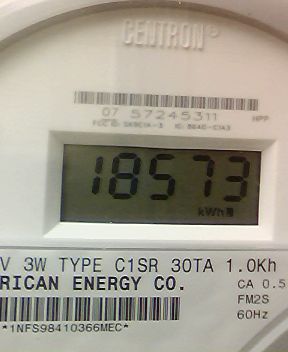 CENTRON®
07 57245311 HPP
18573
kWh
V 3W TYPE C1SR 30TA 1.0Kh
RICAN ENERGY CO. CA 0.5
FM2S
*1NFS98410366MEC* 60Hz